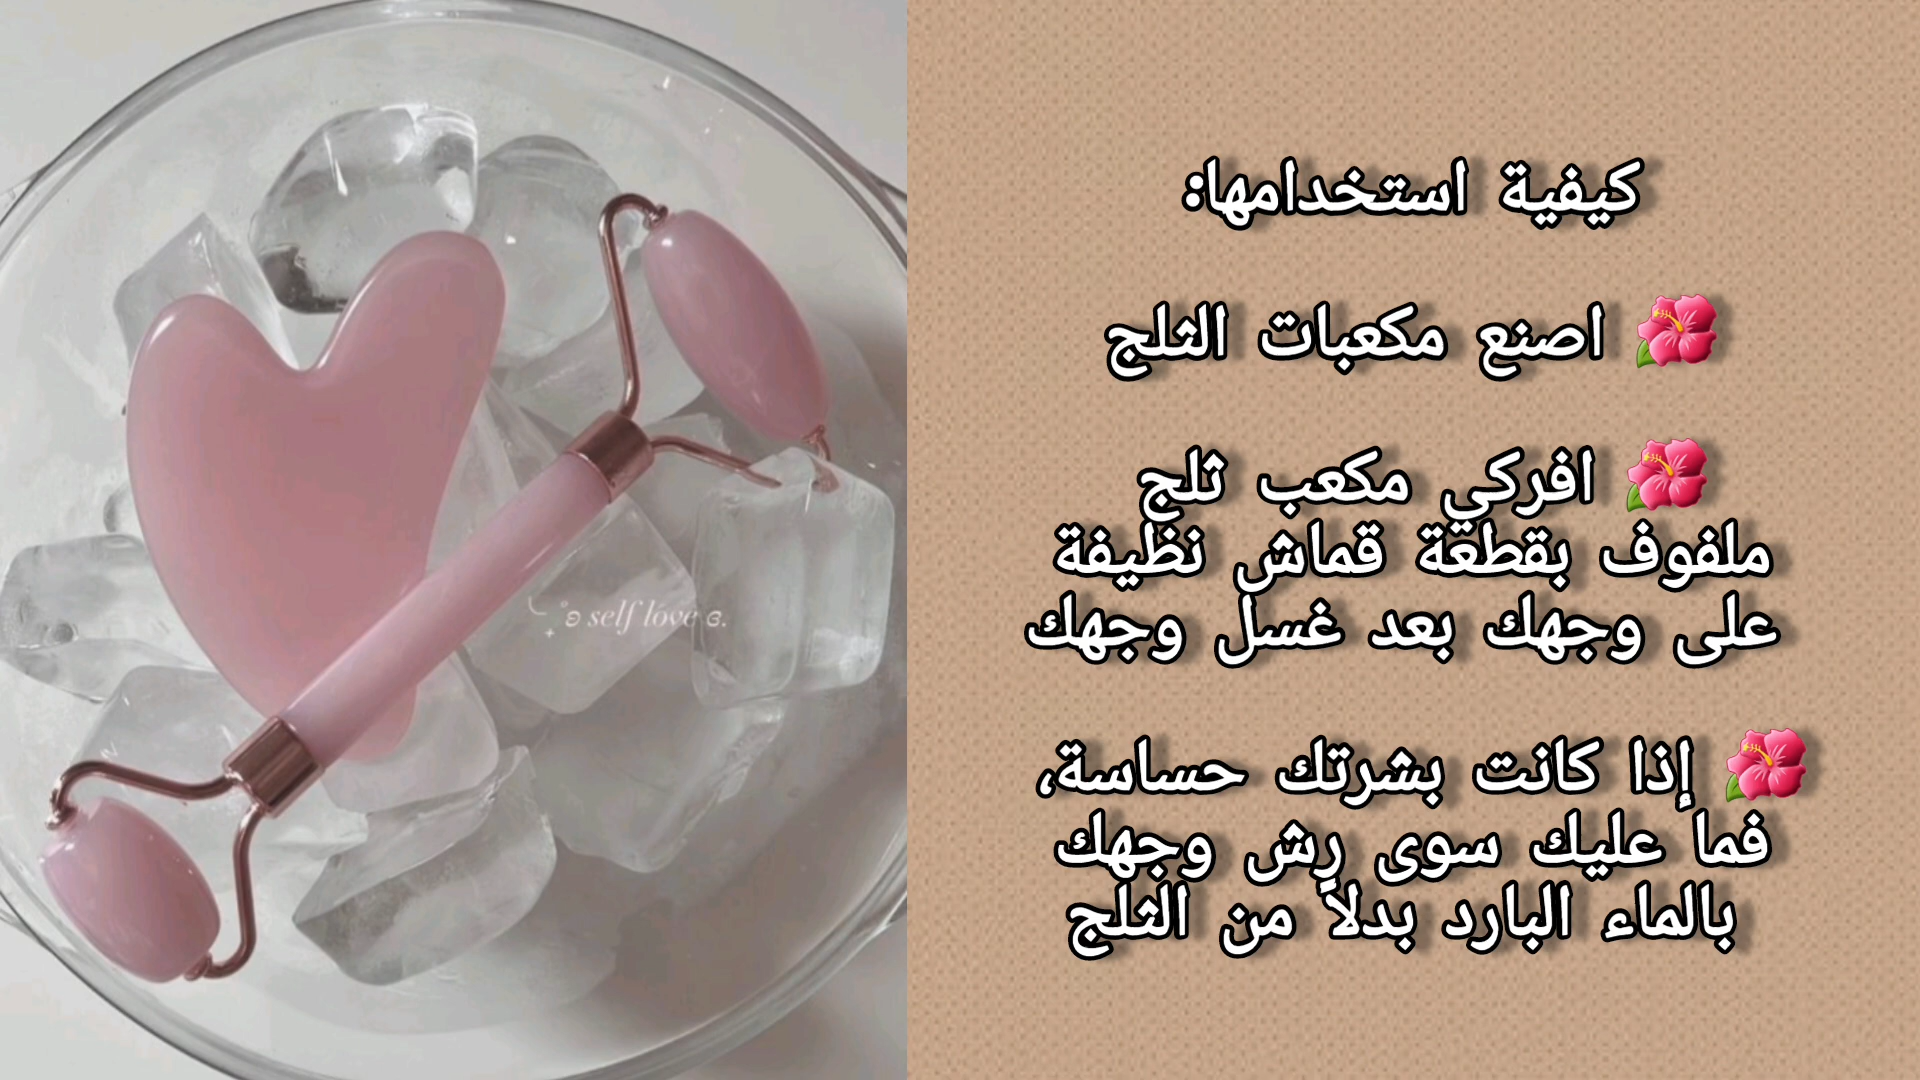 كيفية استخدامها:
🌺 اصنع مكعبات الثلج
🌺 افركي مكعب ثلج
ملفوف بقطعة قماش نظيفة
على وجهك بعد غسل وجهك
🌺 إذا كانت بشرتك حساسة،
فما عليك سوى رش وجهك
بالماء البارد بدلاً من الثلج
self love